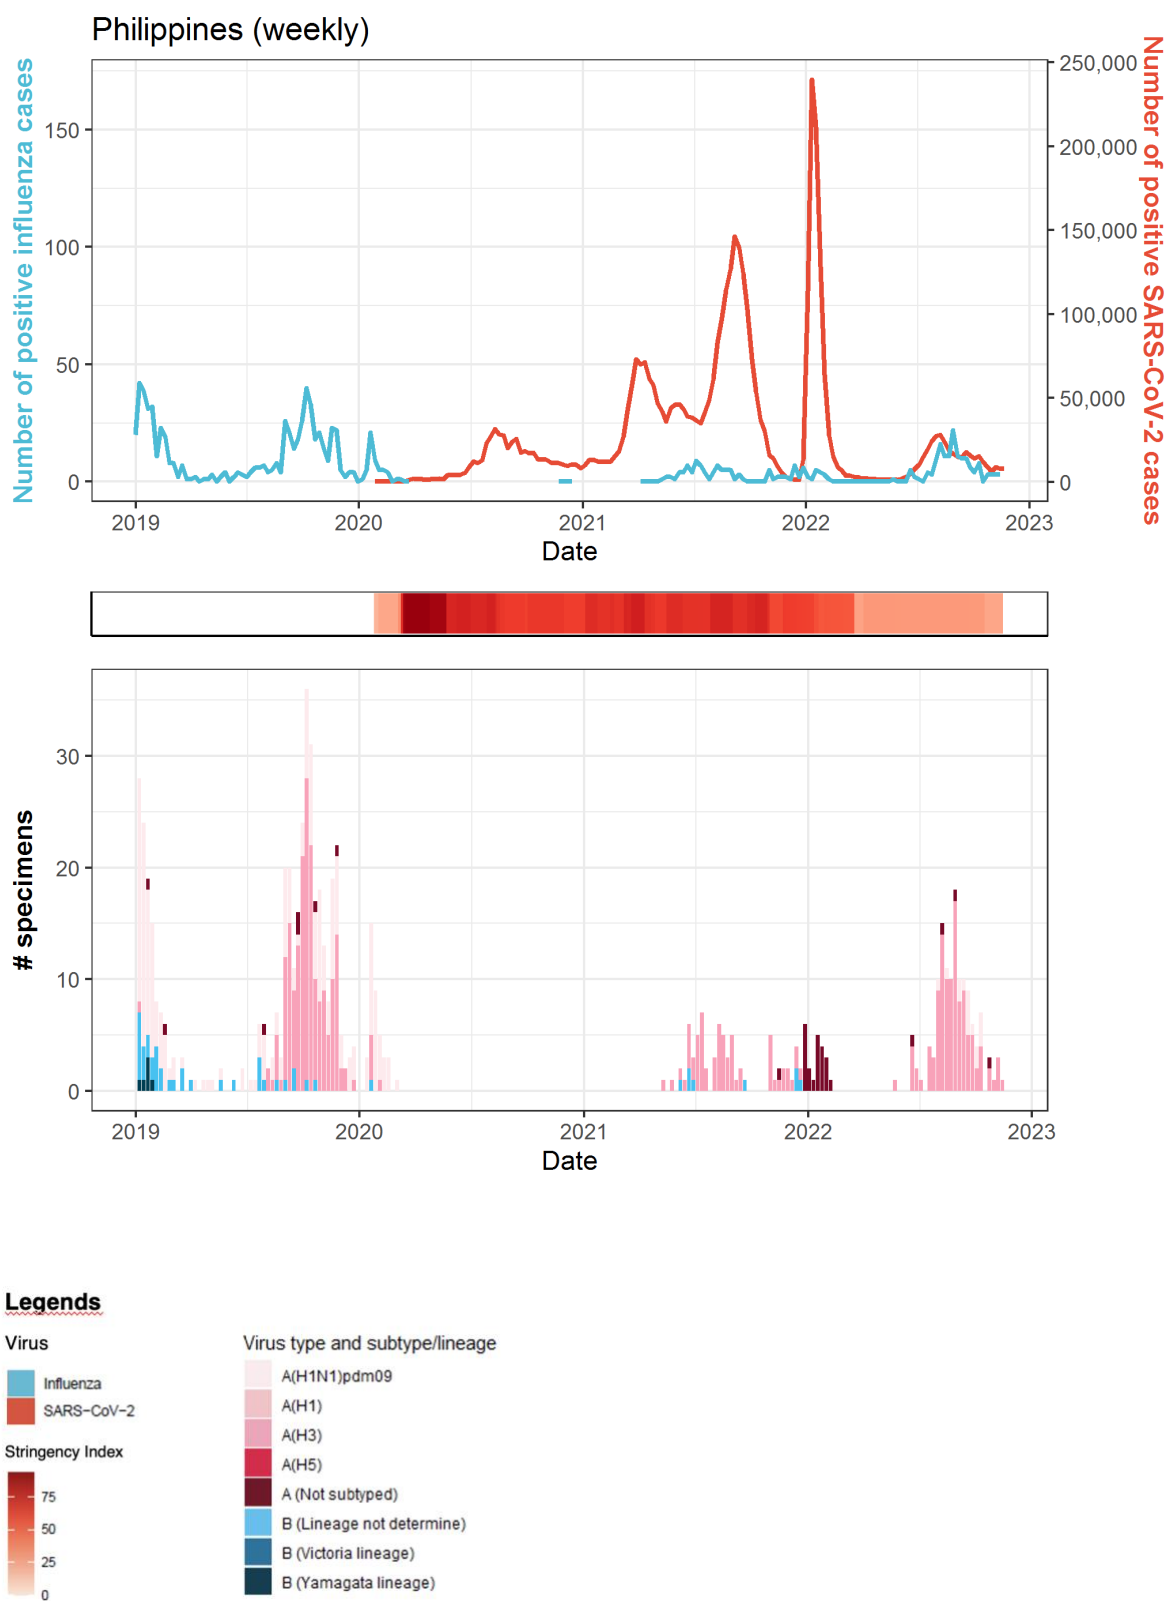 Philippines (weekly)
Number of positive influenza cases
150
100
50
0
250,000
200,000
150,000
100,000
50,000
0
Number of positive SARS-CoV-2 cases
2019
2020
2021
2022
2023
Date
# specimens
30
20
10
0
2019
2020
2021
2022
2023
Date
Legends
Virus
Influenza
SARS-CoV-2
Stringency Index
75
50
25
0
Virus type and subtype/lineage
A(H1N1)pdm09
A(H1)
A(H3)
A(H5)
A (Not subtyped)
B (Lineage not determine)
B (Victoria lineage)
B (Yamagata lineage)